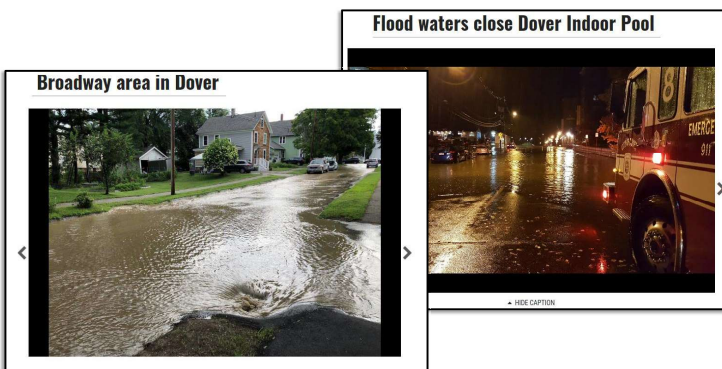 Flood waters close Dover Indoor Pool
Broadway area in Dover
8
EMERGE
911
HIDE CAPTION